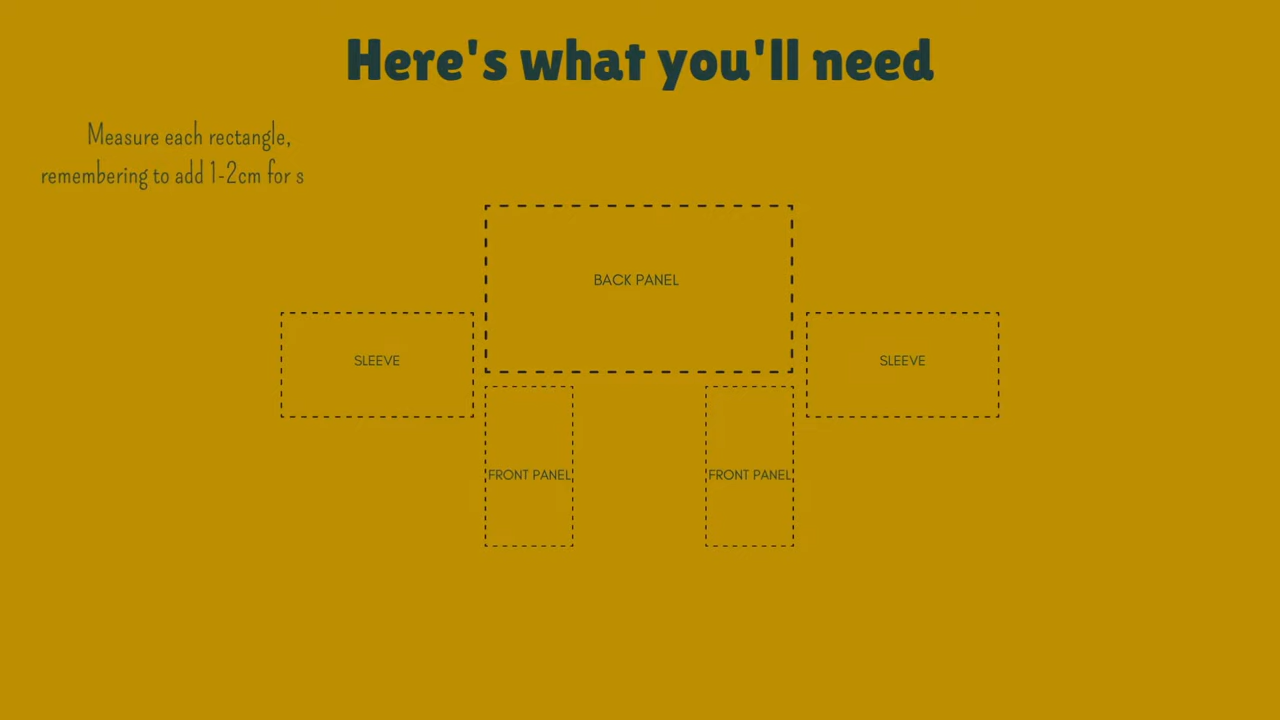 Here's what you'll need
Measure each rectangle,
remembering to add 1-2cm for s
BACK PANEL
SLEEVE
SLEEVE
FRONT PANEL
FRONT PANEL